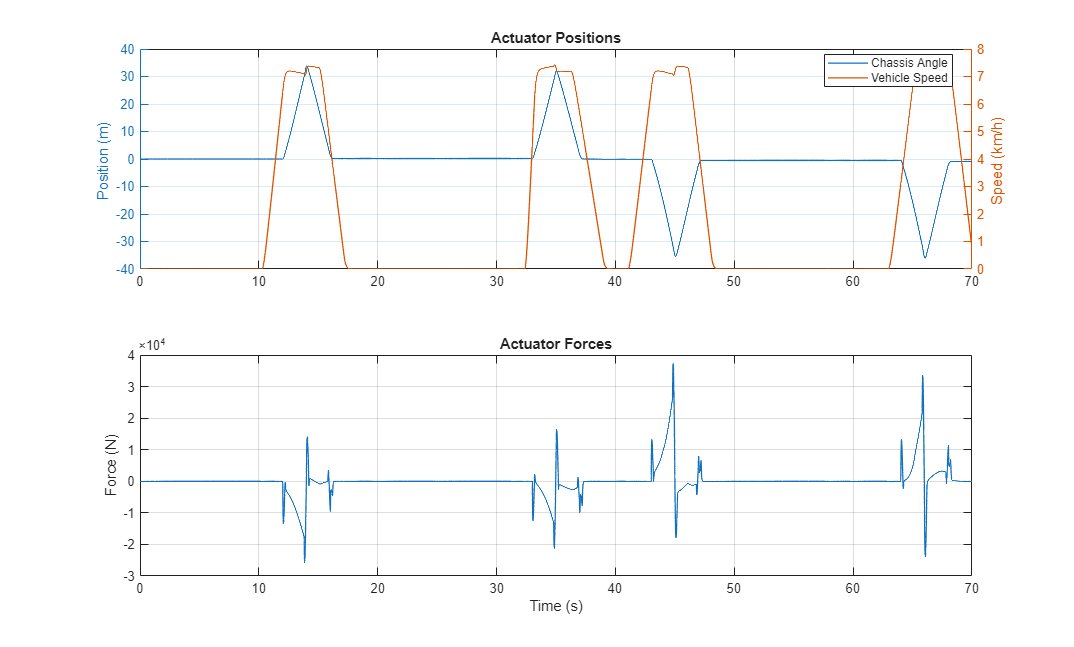 Actuator Positions
Position (m)
40
30
20
10
0
-10
-20
-30
-40
Chassis Angle
Vehicle Speed
8
7
6
5
4
3
2
1
0
Speed (km/h)
0 10 20 30 40 50 60 70
Actuator Forces
×10⁴
Force (N)
4
3
2
1
0
-1
-2
-3
0 10 20 30 40 50 60 70
Time (s)